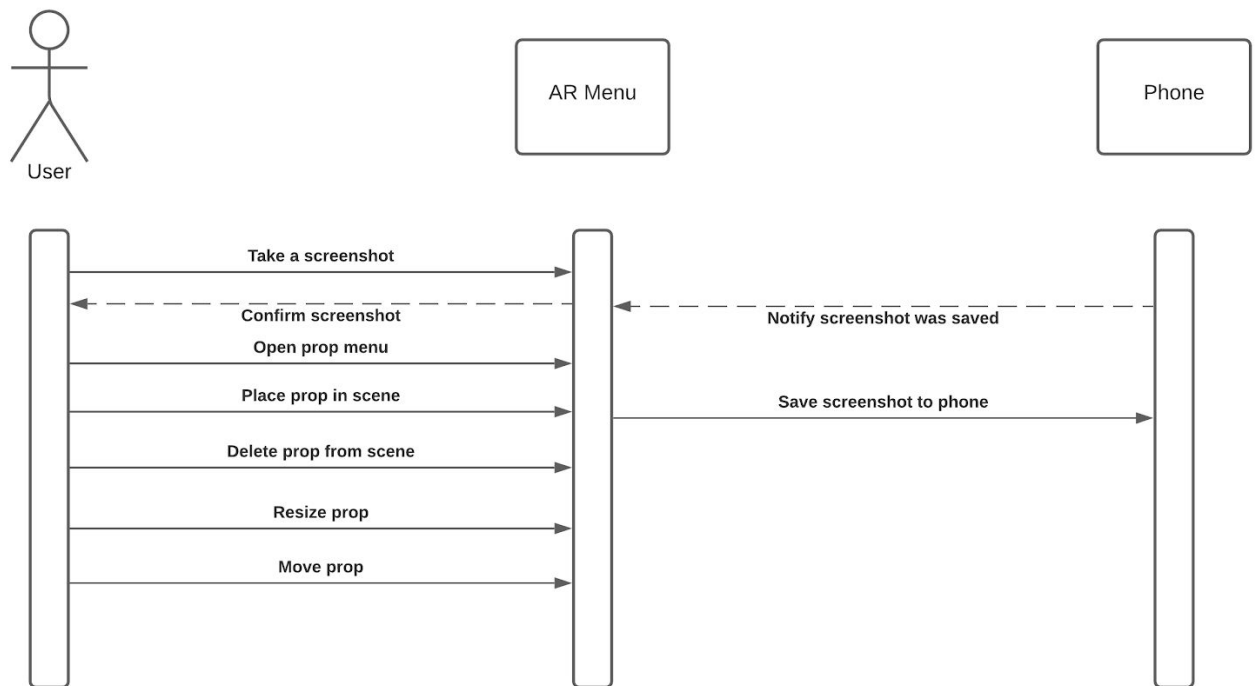 AR Menu
Phone
User
Take a screenshot
Confirm screenshot
Notify screenshot was saved
Open prop menu
Place prop in scene
Save screenshot to phone
Delete prop from scene
Resize prop
Move prop